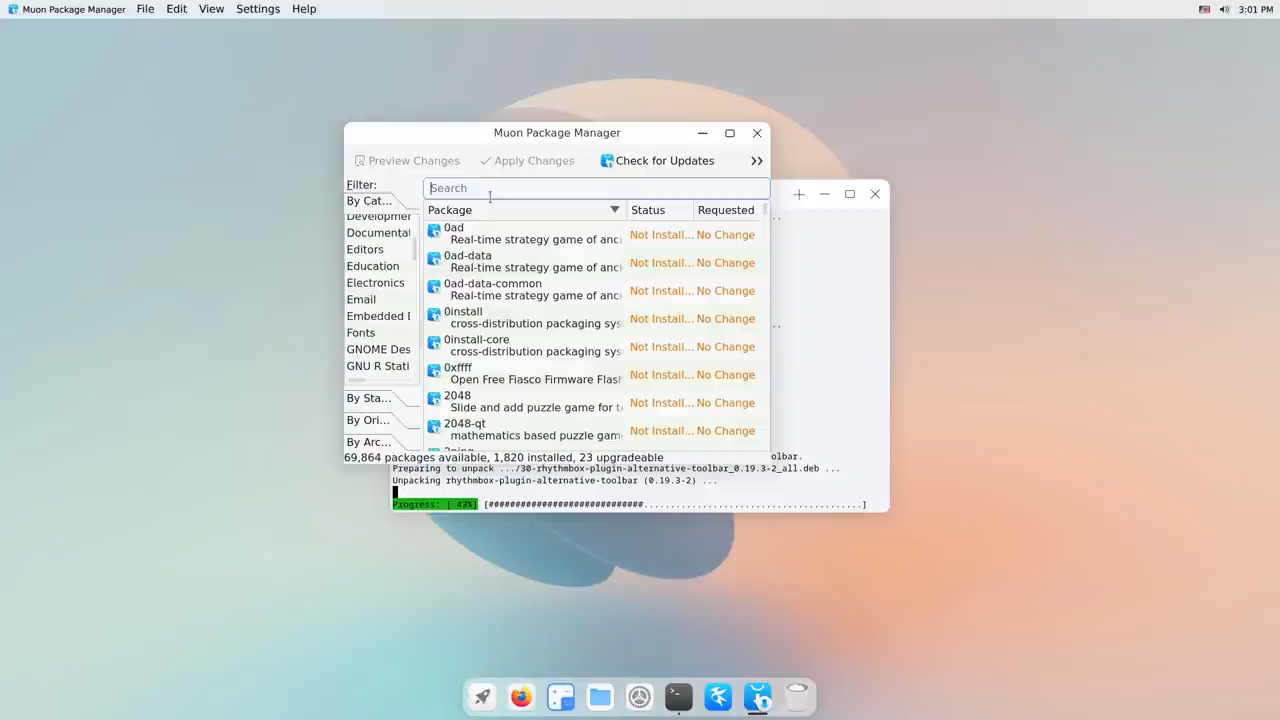 Muon Package Manager File Edit View Settings Help 3:01 PM
Muon Package Manager
Preview Changes Apply Changes Check for Updates
Filter:
Search
By Cat...
Package Status Requested
Developmer
Documenta
Editors
Education
Electronics
Email
Embedded
Fonts
GNOME Des
GNU R Stati
By Sta...
By Ori...
By Arc...
0ad
Real-time strategy game of anci
Not Install... No Change
0ad-data
Real-time strategy game of anci
Not Install... No Change
0ad-data-common
Real-time strategy game of anci
Not Install... No Change
0install
cross-distribution packaging sys
Not Install... No Change
0install-core
cross-distribution packaging sys
Not Install... No Change
0xffff
Open Free Fiasco Firmware Flas
Not Install... No Change
2048
Slide and add puzzle game for t
Not Install... No Change
2048-qt
mathematics based puzzle gam
Not Install... No Change
69,864 packages available, 1,820 installed, 23 upgradeable
olbar.
Preparing to unpack .../30-rhythmbox-plugin-alternative-toolbar_0.19.3-2_all.deb ...
Unpacking rhythmbox-plugin-alternative-toolbar (0.19.3-2) ...
Progress: [ 43%] [#############################.........................................]